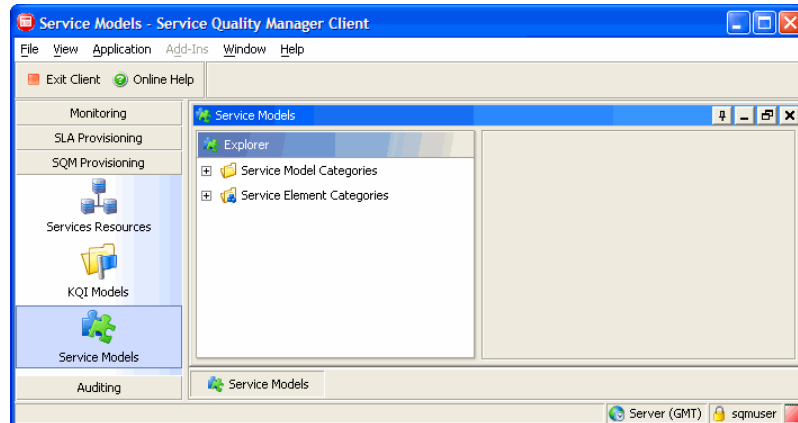 Service Models - Service Quality Manager Client
File View Application Add-Ins Window Help
Exit Client Online Help
Monitoring
SLA Provisioning
SQM Provisioning
Services Resources
KQI Models
Service Models
Auditing
Service Models
Explorer
Service Model Categories
Service Element Categories
Service Models
Server (GMT) sqmuser